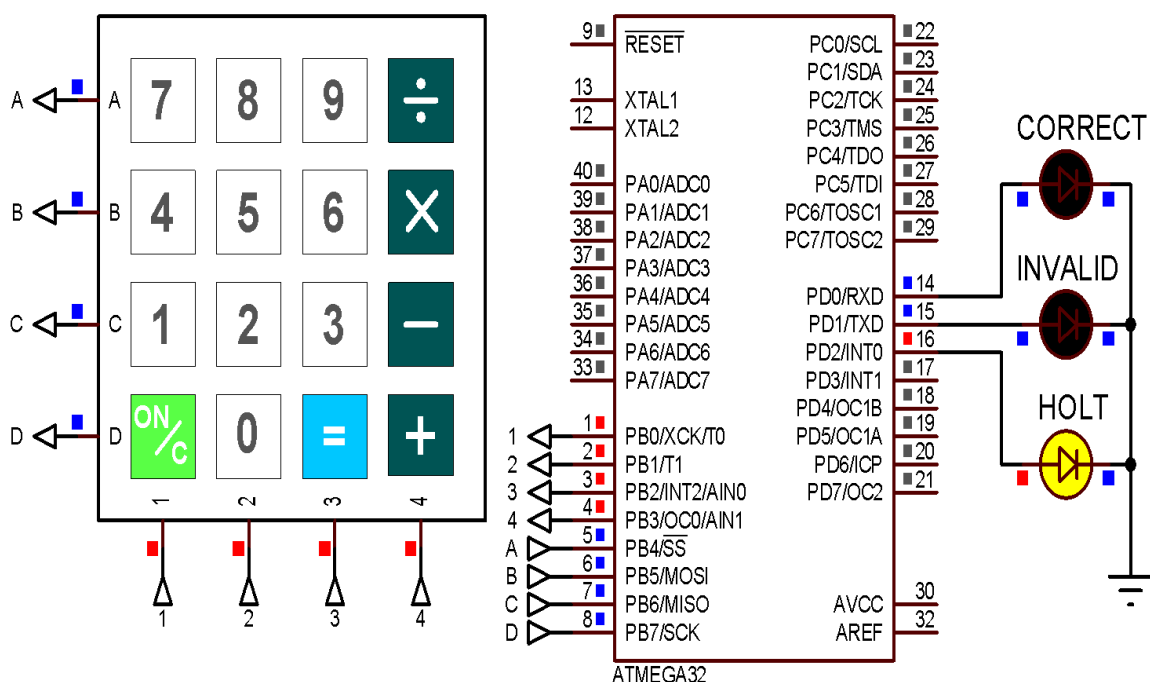 A A 7 8 9 ÷
B B 4 5 6 X
C C 1 2 3 −
D D ON/C 0 = +
1 2 3 4
1 2 3 4
9 RESET
13 XTAL1
12 XTAL2
40 PA0/ADC0
39 PA1/ADC1
38 PA2/ADC2
37 PA3/ADC3
36 PA4/ADC4
35 PA5/ADC5
34 PA6/ADC6
33 PA7/ADC7
1 1 PB0/XCK/T0
2 2 PB1/T1
3 3 PB2/INT2/AIN0
4 4 PB3/OC0/AIN1
A 5 PB4/SS
B 6 PB5/MOSI
C 7 PB6/MISO
D 8 PB7/SCK
PC0/SCL 22
PC1/SDA 23
PC2/TCK 24
PC3/TMS 25
PC4/TDO 26
PC5/TDI 27
PC6/TOSC1 28
PC7/TOSC2 29
PD0/RXD 14
PD1/TXD 15
PD2/INT0 16
PD3/INT1 17
PD4/OC1B 18
PD5/OC1A 19
PD6/ICP 20
PD7/OC2 21
AVCC 30
AREF 32
ATMEGA32
CORRECT
INVALID
HOLT